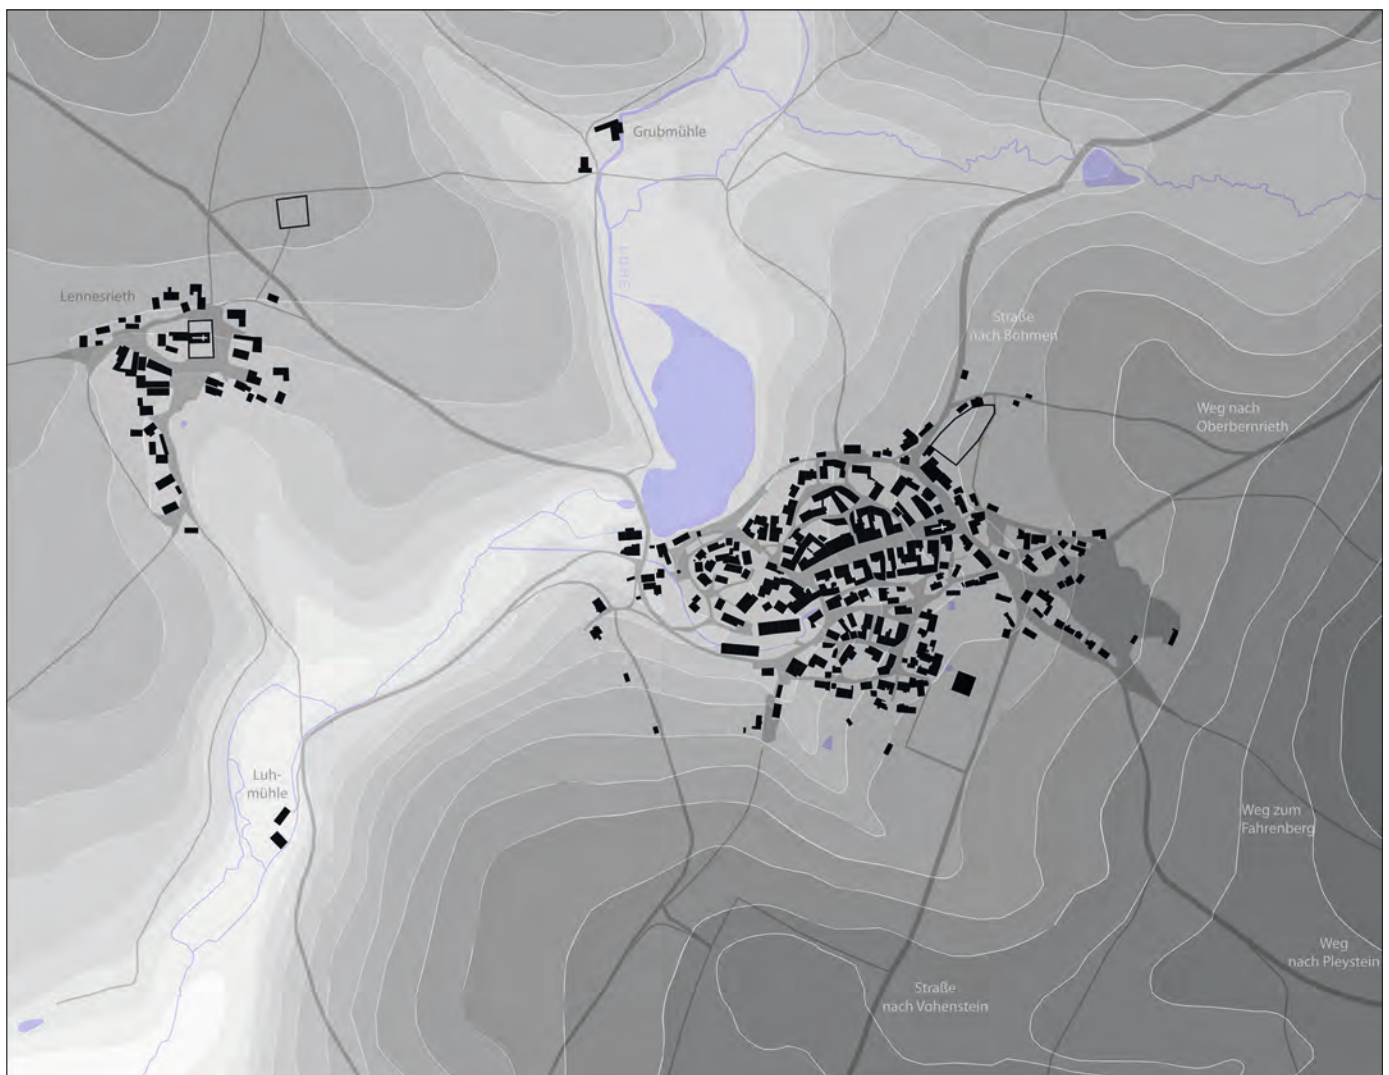 Grubmühle
LUHE
Lennesrieth
Straße
nach Böhmen
Weg nach
Oberbernrieth
Luh-
mühle
Weg zum
Fahrenberg
Weg
nach Pleystein
Straße
nach Vohenstein